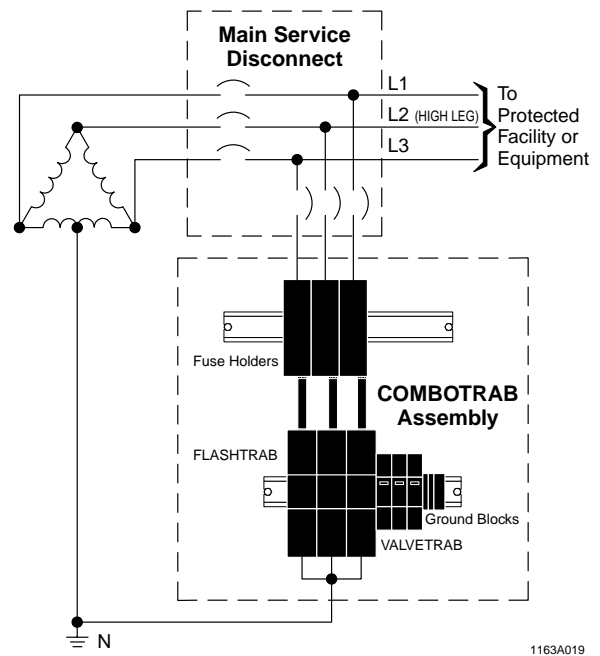 Main Service
Disconnect
L1
L2 (HIGH LEG)
L3
To
Protected
Facility or
Equipment
Fuse Holders
COMBOTRAB
Assembly
FLASHTRAB
Ground Blocks
VALVETRAB
N
1163A019